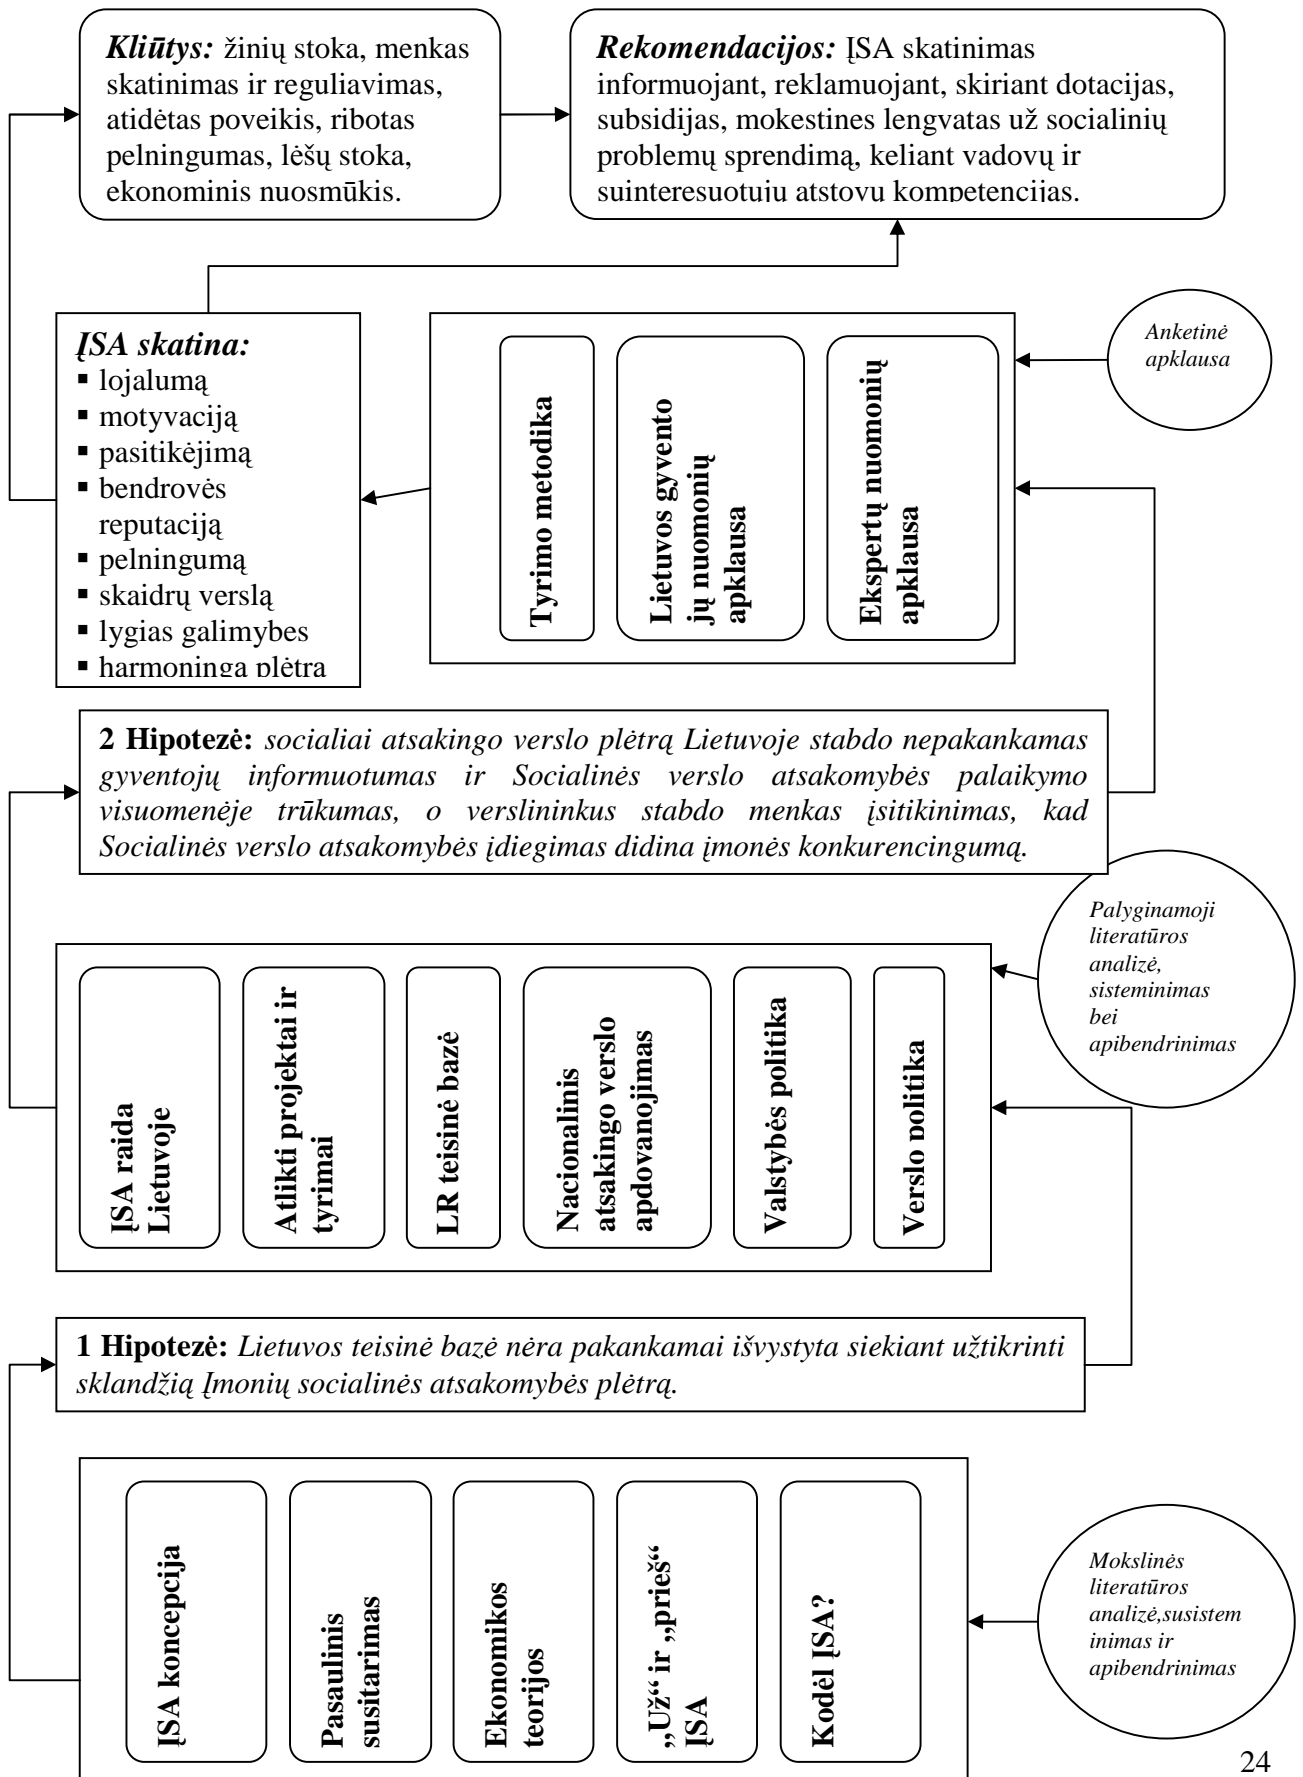 Kliūtys: žinių stoka, menkas
skatinimas ir reguliavimas,
atidėtas poveikis, ribotas
pelningumas, lėšų stoka,
ekonominis nuosmūkis.
Rekomendacijos: ĮSA skatinimas
informuojant, reklamuojant, skiriant dotacijas,
subsidijas, mokestines lengvatas už socialinių
problemų sprendimą, keliant vadovų ir
suinteresuotųjų atstovų kompetencijas.
ĮSA skatina:
▪ lojalumą
▪ motyvaciją
▪ pasitikėjimą
▪ bendrovės
reputaciją
▪ pelningumą
▪ skaidrų verslą
▪ lygias galimybes
▪ harmoningą plėtrą
Tyrimo metodika
Lietuvos gyvento
jų nuomonių
apklausa
Ekspertų nuomonių
apklausa
Anketinė
apklausa
2 Hipotezė: socialiai atsakingo verslo plėtrą Lietuvoje stabdo nepakankamas
gyventojų informuotumas ir Socialinės verslo atsakomybės palaikymo
visuomenėje trūkumas, o verslininkus stabdo menkas įsitikinimas, kad
Socialinės verslo atsakomybės įdiegimas didina įmonės konkurencingumą.
Palyginamoji
literatūros
analizė,
sisteminimas
bei
apibendrinimas
ĮSA raida
Lietuvoje
Atlikti projektai ir
tyrimai
LR teisinė bazė
Nacionalinis
atsakingo verslo
apdovanojimas
Valstybės politika
Verslo politika
1 Hipotezė: Lietuvos teisinė bazė nėra pakankamai išvystyta siekiant užtikrinti
sklandžią Įmonių socialinės atsakomybės plėtrą.
ĮSA koncepcija
Pasaulinis
susitarimas
Ekonomikos
teorijos
„Už“ ir „prieš“
ĮSA
Kodėl ĮSA?
Mokslinės
literatūros
analizė,susistem
inimas ir
apibendrinimas
24